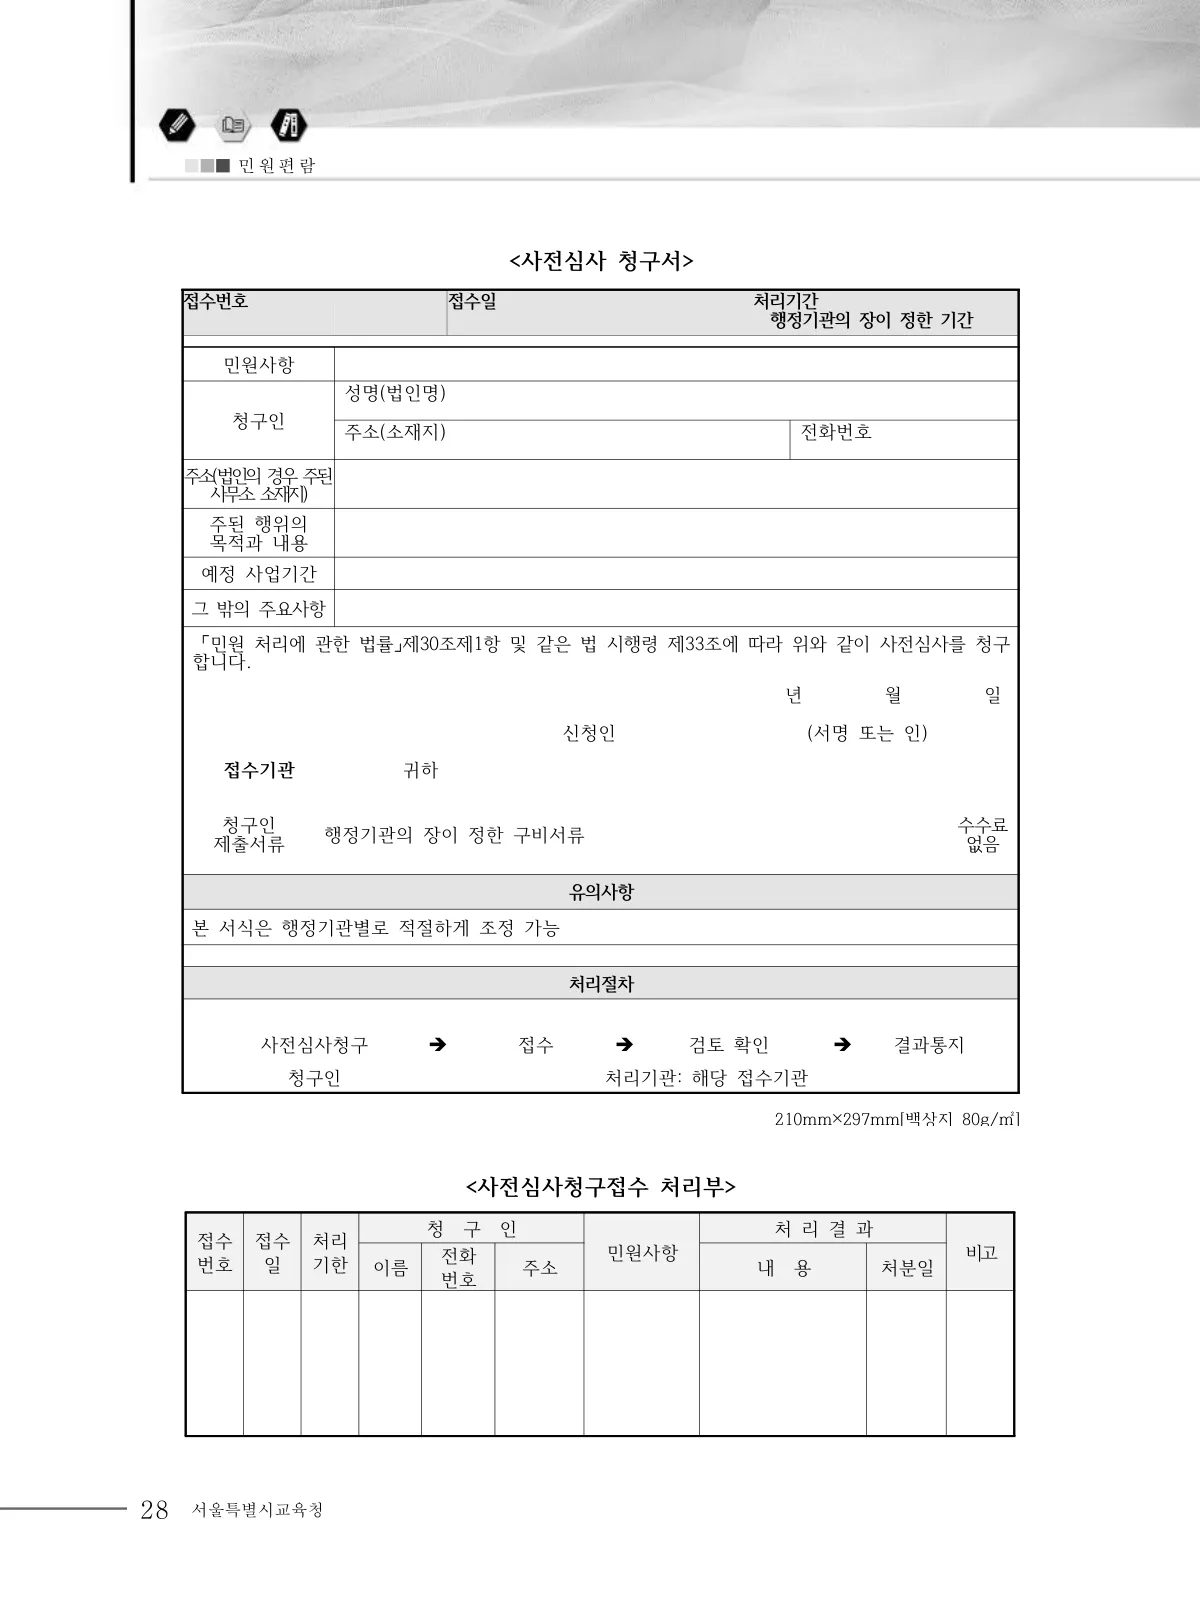 민원편람
<사전심사 청구서>
접수번호 접수일 처리기간
행정기관의 장이 정한 기간
민원사항
청구인
성명(법인명)
주소(소재지) 전화번호
주소(법인의 경우 주된
사무소 소재지)
주된 행위의
목적과 내용
예정 사업기간
그 밖의 주요사항
「민원 처리에 관한 법률」제30조제1항 및 같은 법 시행령 제33조에 따라 위와 같이 사전심사를 청구
합니다.
년 월 일
신청인 (서명 또는 인)
접수기관 귀하
청구인
제출서류
행정기관의 장이 정한 구비서류
수수료
없음
유의사항
본 서식은 행정기관별로 적절하게 조정 가능
처리절차
사전심사청구 ➔ 접수 ➔ 검토 확인 ➔ 결과통지
청구인 처리기관: 해당 접수기관
210mm×297mm[백상지 80g/㎡]
<사전심사청구접수 처리부>
접수
번호
접수
일
처리
기한
청 구 인
이름
전화
번호
주소
민원사항
처 리 결 과
내 용
처분일
비고
28 서울특별시교육청